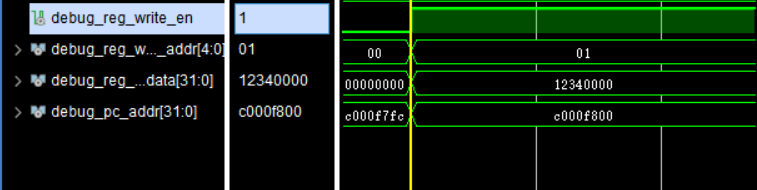 debug_reg_write_en 1
debug_reg_w..._addr[4:0] 01 00 01
debug_reg_...data[31:0] 12340000 00000000 12340000
debug_pc_addr[31:0] c000f800 c000f7fc c000f800